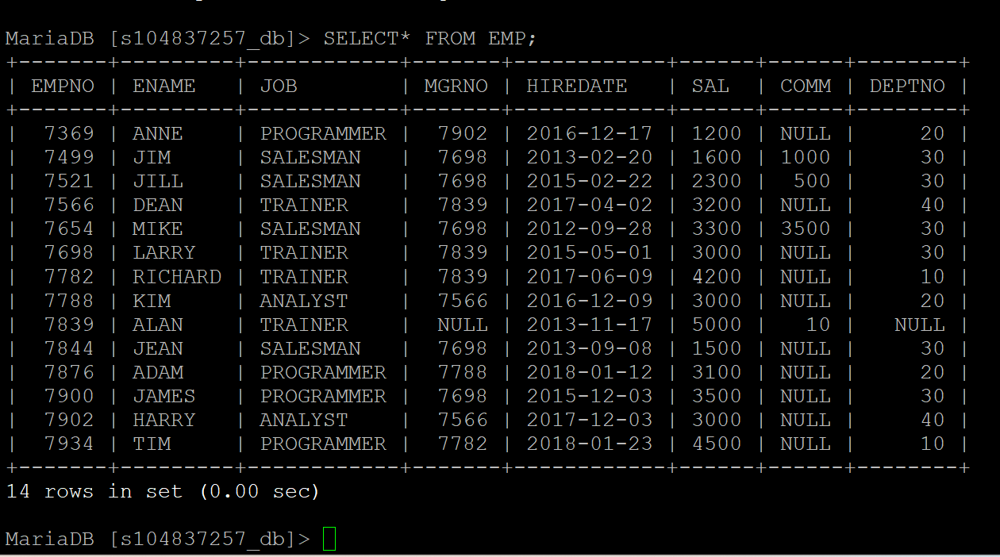 MariaDB [s104837257_db]> SELECT* FROM EMP;
+-------+---------+------------+-------+------------+------+------+--------+
| EMPNO | ENAME   | JOB        | MGRNO | HIREDATE   | SAL  | COMM | DEPTNO |
+-------+---------+------------+-------+------------+------+------+--------+
|  7369 | ANNE    | PROGRAMMER |  7902 | 2016-12-17 | 1200 | NULL |     20 |
|  7499 | JIM     | SALESMAN   |  7698 | 2013-02-20 | 1600 | 1000 |     30 |
|  7521 | JILL    | SALESMAN   |  7698 | 2015-02-22 | 2300 |  500 |     30 |
|  7566 | DEAN    | TRAINER    |  7839 | 2017-04-02 | 3200 | NULL |     40 |
|  7654 | MIKE    | SALESMAN   |  7698 | 2012-09-28 | 3300 | 3500 |     30 |
|  7698 | LARRY   | TRAINER    |  7839 | 2015-05-01 | 3000 | NULL |     30 |
|  7782 | RICHARD | TRAINER    |  7839 | 2017-06-09 | 4200 | NULL |     10 |
|  7788 | KIM     | ANALYST    |  7566 | 2016-12-09 | 3000 | NULL |     20 |
|  7839 | ALAN    | TRAINER    |  NULL | 2013-11-17 | 5000 |   10 |   NULL |
|  7844 | JEAN    | SALESMAN   |  7698 | 2013-09-08 | 1500 | NULL |     30 |
|  7876 | ADAM    | PROGRAMMER |  7788 | 2018-01-12 | 3100 | NULL |     20 |
|  7900 | JAMES   | PROGRAMMER |  7698 | 2015-12-03 | 3500 | NULL |     30 |
|  7902 | HARRY   | ANALYST    |  7566 | 2017-12-03 | 3000 | NULL |     40 |
|  7934 | TIM     | PROGRAMMER |  7782 | 2018-01-23 | 4500 | NULL |     10 |
+-------+---------+------------+-------+------------+------+------+--------+
14 rows in set (0.00 sec)
MariaDB [s104837257_db]>